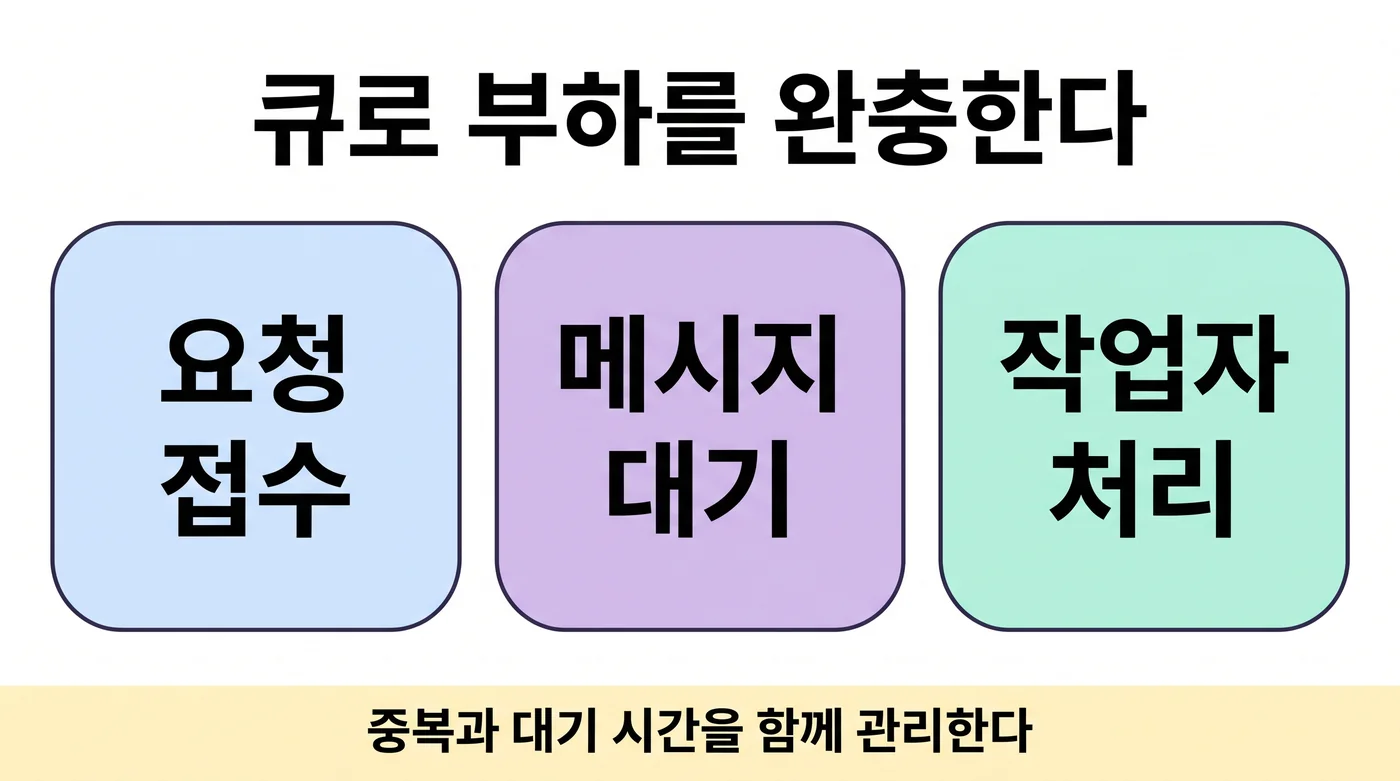 큐로 부하를 완충한다
요청
접수
메시지
대기
작업자
처리
중복과 대기 시간을 함께 관리한다